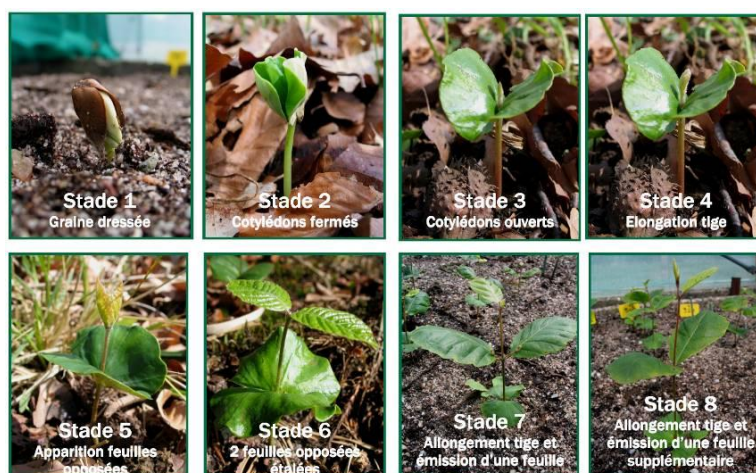 Stade 1
Graine dressée
Stade 2
Cotylédons fermés
Stade 3
Cotylédons ouverts
Stade 4
Elongation tige
Stade 5
Apparition feuilles
opposées
Stade 6
2 feuilles opposées
étalées
Stade 7
Allongement tige et
émission d'une feuille
Stade 8
Allongement tige et
émission d'une feuille
supplémentaire